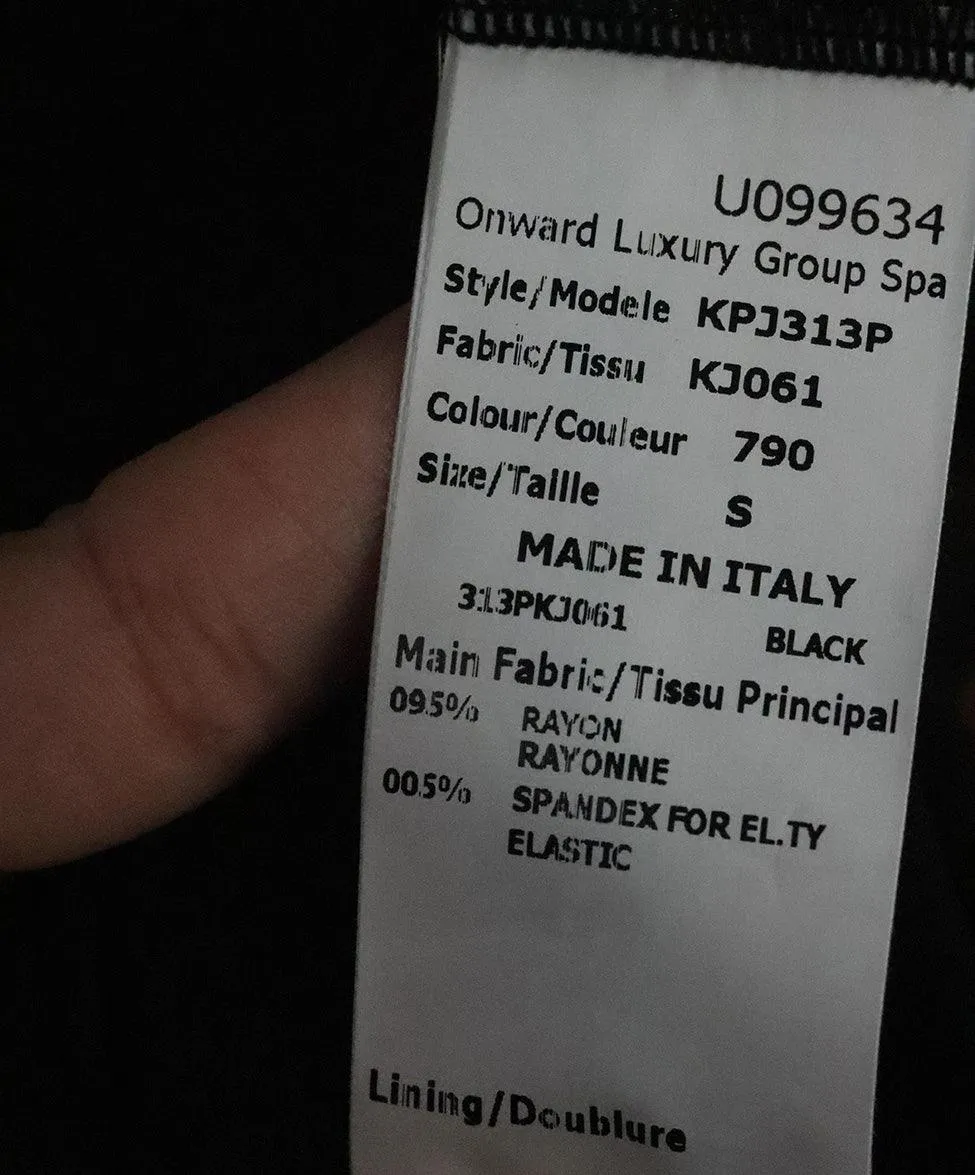 U099634
Onward Luxury Group Spa
Style/Modele KPJ313P
Fabric/Tissu KJ061
Colour/Couleur 790
Size/Taille S
MADE IN ITALY
313PKJ061 BLACK
Main Fabric/Tissu Principal
095% RAYON
RAYONNE
005% SPANDEX FOR EL.TY
ELASTIC
Lining/Doublure